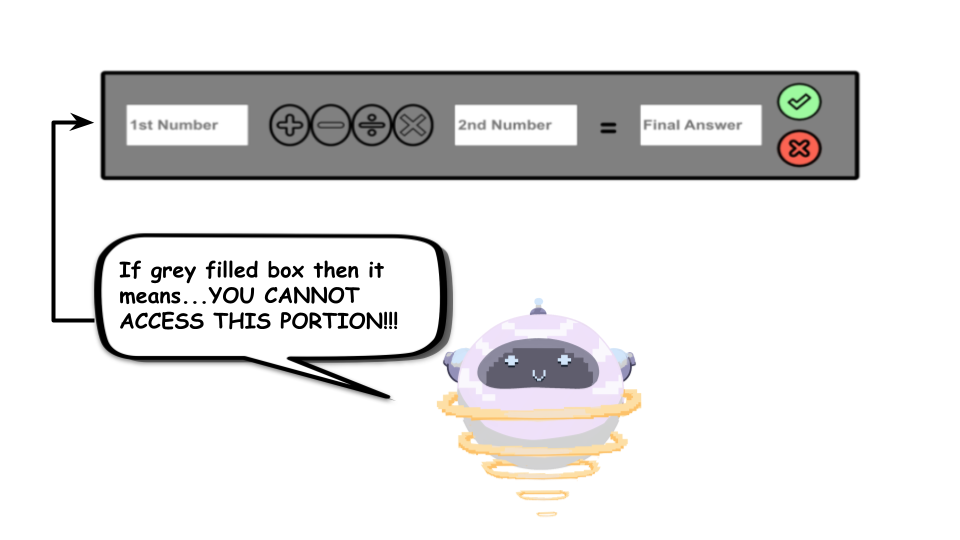 1st Number 2nd Number = Final Answer
If grey filled box then it
means...YOU CANNOT
ACCESS THIS PORTION!!!